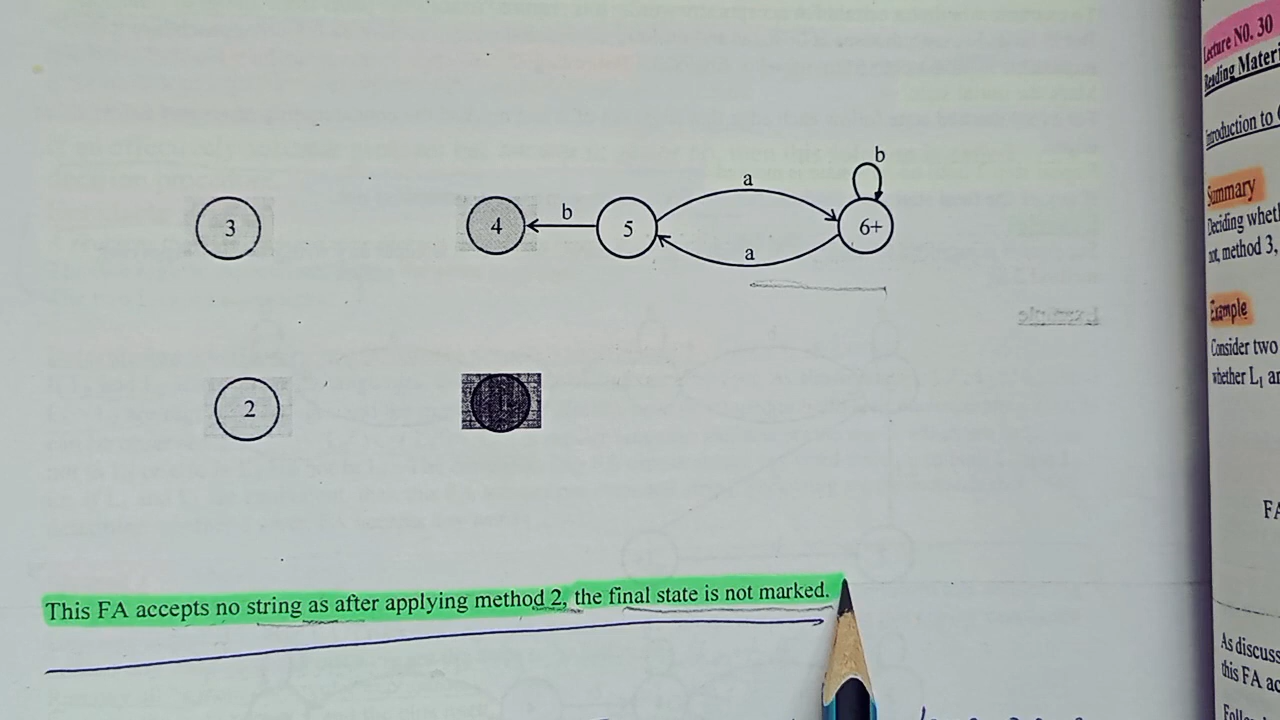 b
a
3
4
b
5
6+
a
2
1
This FA accepts no string as after applying method 2, the final state is not marked.
Lecture NO. 30
Reading Materi
Introduction to
Summary
Deciding wheth
not, method 3,
Example
Consider two
whether L₁ an
FA
As discuss
this FA ac
Follo